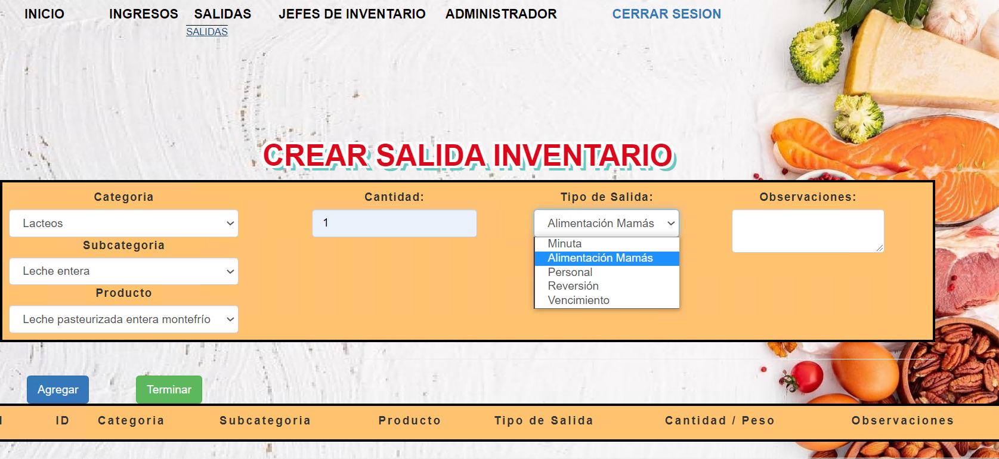 INICIO INGRESOS SALIDAS JEFES DE INVENTARIO ADMINISTRADOR CERRAR SESION
SALIDAS
CREAR SALIDA INVENTARIO
Categoria Cantidad: Tipo de Salida: Observaciones:
Lacteos 1 Alimentación Mamás
Minuta
Subcategoria
Alimentación Mamás
Leche entera
Personal
Reversión
Producto
Vencimiento
Leche pasteurizada entera montefrío
Agregar Terminar
ID Categoria Subcategoria Producto Tipo de Salida Cantidad / Peso Observaciones